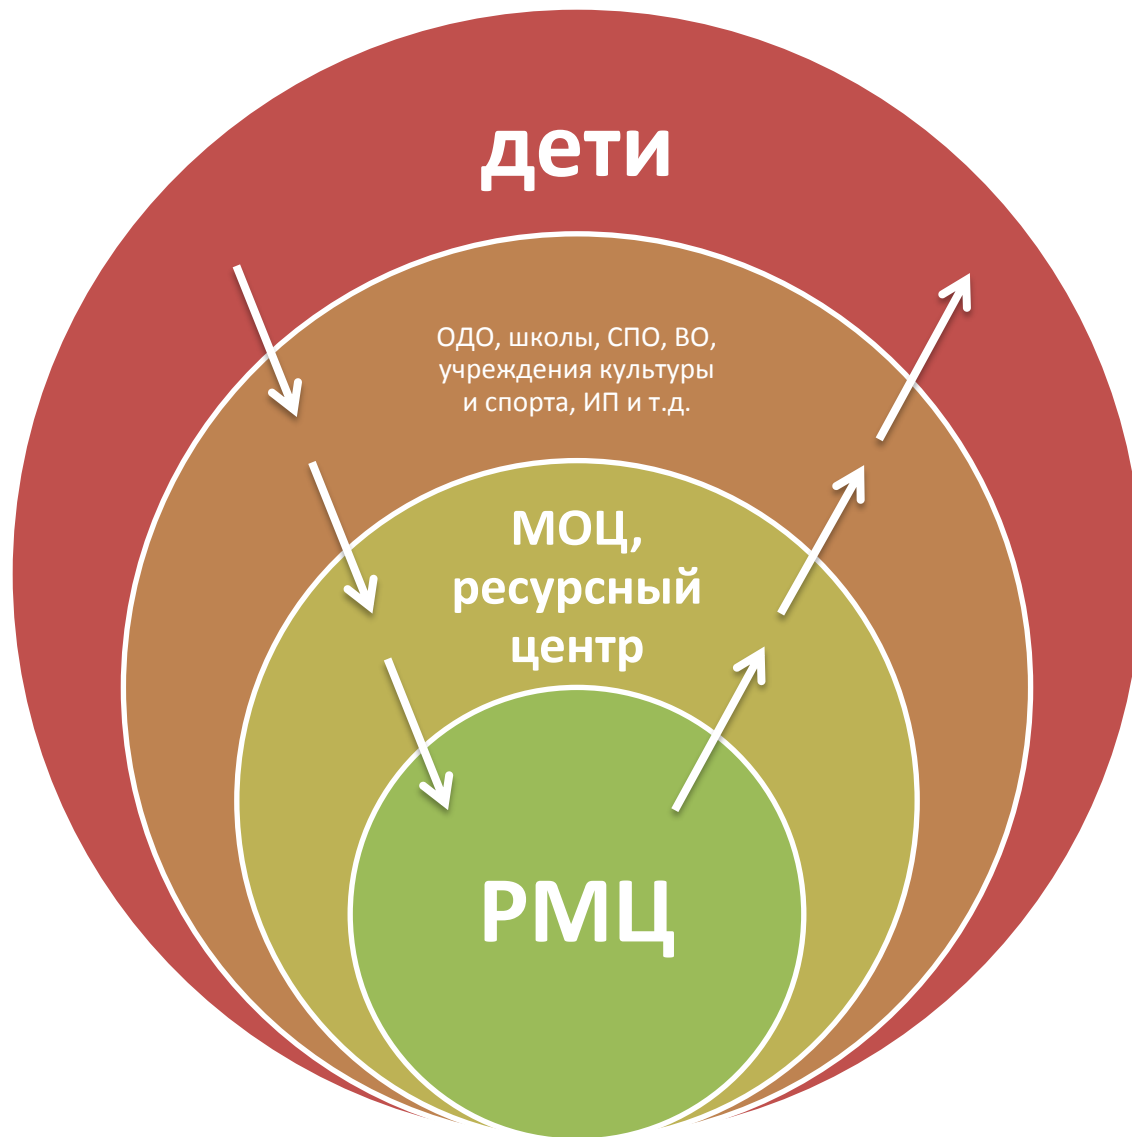 дети
ОДО, школы, СПО, ВО,
учреждения культуры
и спорта, ИП и т.д.
МОЦ,
ресурсный
центр
РМЦ